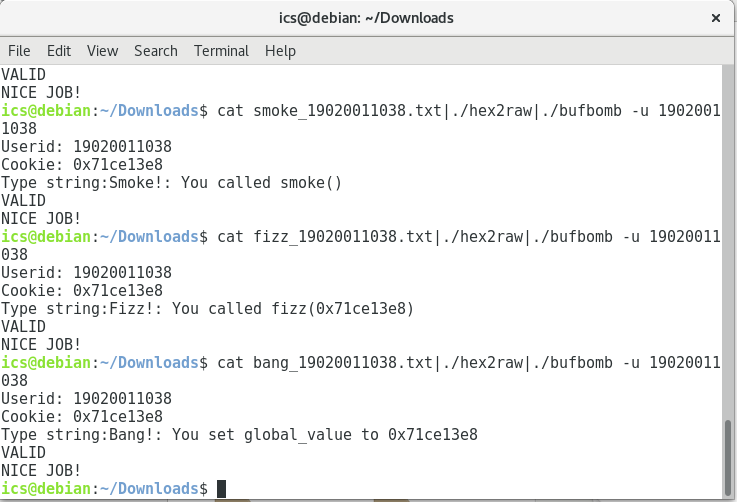 ics@debian: ~/Downloads
File Edit View Search Terminal Help
VALID
NICE JOB!
ics@debian:~/Downloads$ cat smoke_19020011038.txt|./hex2raw|./bufbomb -u 1902001
1038
Userid: 19020011038
Cookie: 0x71ce13e8
Type string:Smoke!: You called smoke()
VALID
NICE JOB!
ics@debian:~/Downloads$ cat fizz_19020011038.txt|./hex2raw|./bufbomb -u 19020011
038
Userid: 19020011038
Cookie: 0x71ce13e8
Type string:Fizz!: You called fizz(0x71ce13e8)
VALID
NICE JOB!
ics@debian:~/Downloads$ cat bang_19020011038.txt|./hex2raw|./bufbomb -u 19020011
038
Userid: 19020011038
Cookie: 0x71ce13e8
Type string:Bang!: You set global_value to 0x71ce13e8
VALID
NICE JOB!
ics@debian:~/Downloads$